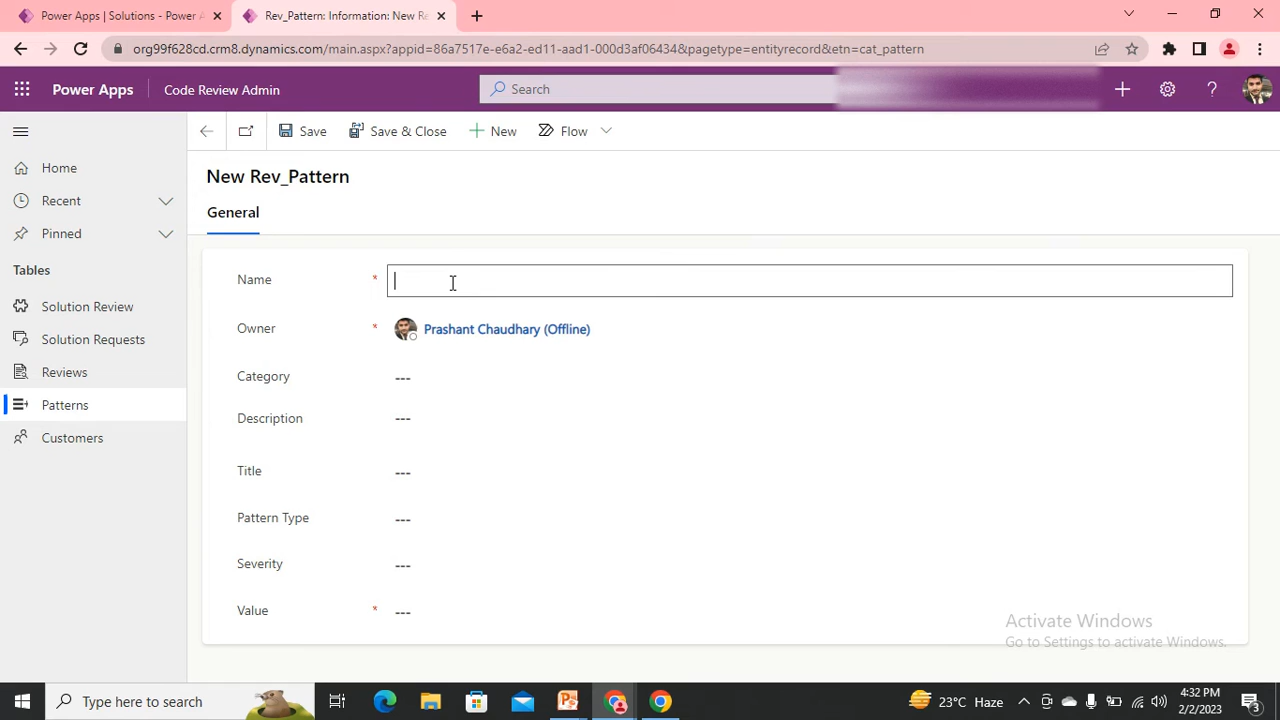 Power Apps | Solutions - Power A
Rev_Pattern: Information: New Re
org99f628cd.crm8.dynamics.com/main.aspx?appid=86a7517e-e6a2-ed11-aad1-000d3af06434&pagetype=entityrecord&etn=cat_pattern
Power Apps
Code Review Admin
Search
Save
Save & Close
New
Flow
Home
Recent
Pinned
Tables
Solution Review
Solution Requests
Reviews
Patterns
Customers
New Rev_Pattern
General
Name *
Owner * Prashant Chaudhary (Offline)
Category ---
Description ---
Title ---
Pattern Type ---
Severity ---
Value * ---
Activate Windows
Go to Settings to activate Windows.
Type here to search
23°C Haze
4:32 PM
2/2/2023
3